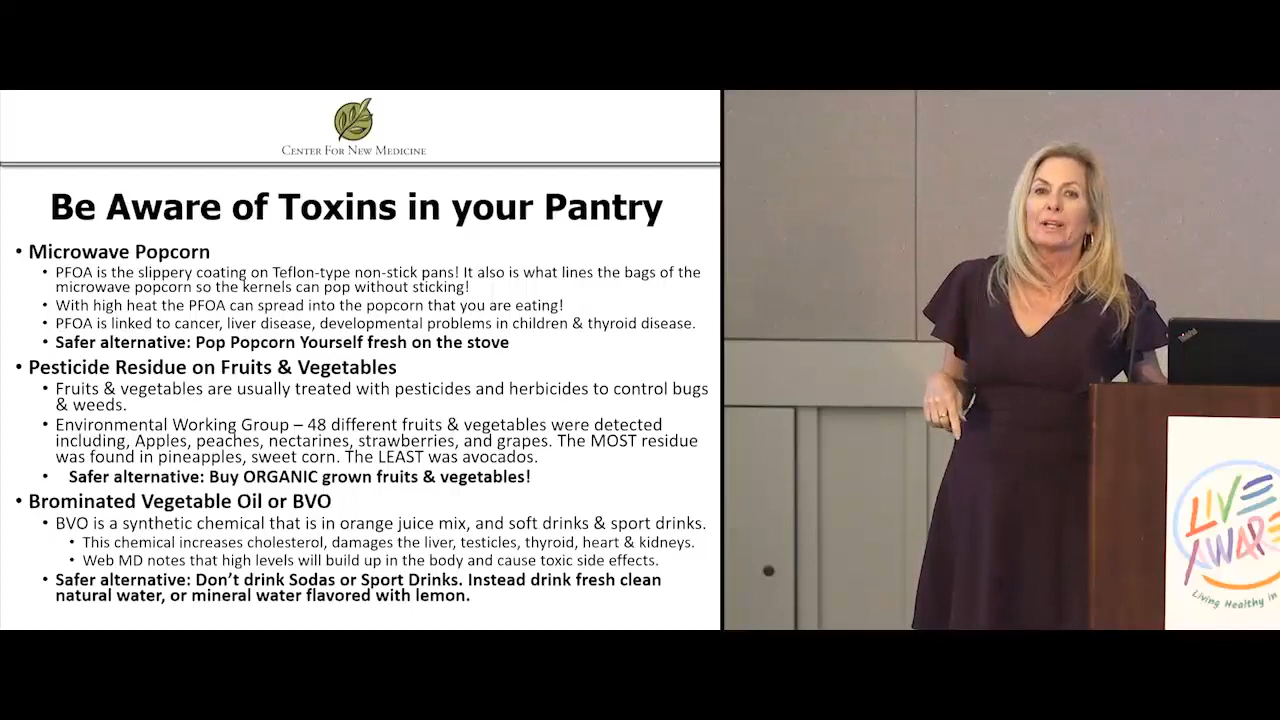 CENTER FOR NEW MEDICINE
Be Aware of Toxins in your Pantry
• Microwave Popcorn
• PFOA is the slippery coating on Teflon-type non-stick pans! It also is what lines the bags of the
microwave popcorn so the kernels can pop without sticking!
• With high heat the PFOA can spread into the popcorn that you are eating!
• PFOA is linked to cancer, liver disease, developmental problems in children & thyroid disease.
• Safer alternative: Pop Popcorn Yourself fresh on the stove
• Pesticide Residue on Fruits & Vegetables
• Fruits & vegetables are usually treated with pesticides and herbicides to control bugs
& weeds.
• Environmental Working Group – 48 different fruits & vegetables were detected
including, Apples, peaches, nectarines, strawberries, and grapes. The MOST residue
was found in pineapples, sweet corn. The LEAST was avocados.
• Safer alternative: Buy ORGANIC grown fruits & vegetables!
• Brominated Vegetable Oil or BVO
• BVO is a synthetic chemical that is in orange juice mix, and soft drinks & sport drinks.
• This chemical increases cholesterol, damages the liver, testicles, thyroid, heart & kidneys.
• Web MD notes that high levels will build up in the body and cause toxic side effects.
• Safer alternative: Don't drink Sodas or Sport Drinks. Instead drink fresh clean
natural water, or mineral water flavored with lemon.
ThinkPad
LIVE
AWARE
Living Healthy in